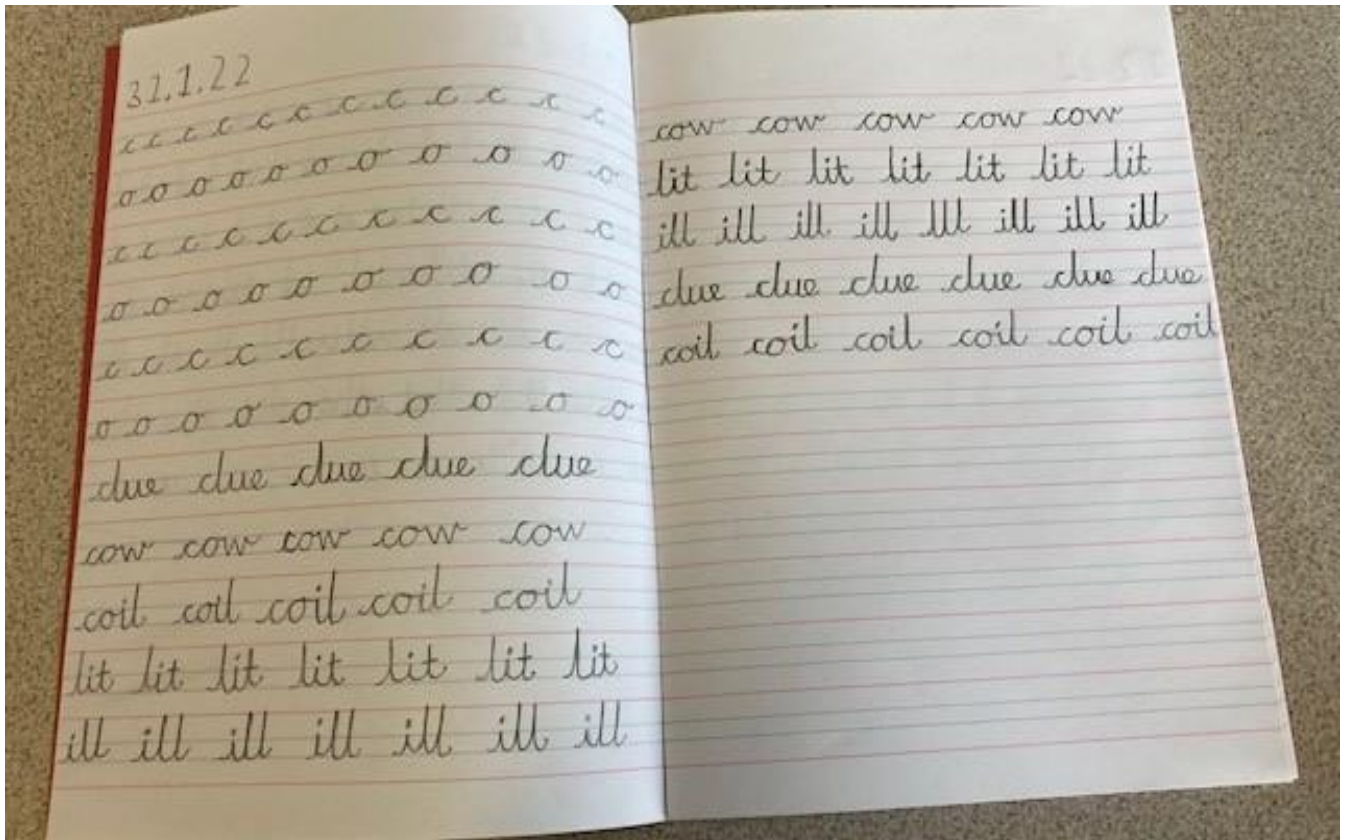 31.1.22
c c c c c c c c c c c c
o o o o o o o o o o o
c c c c c c c c c c c
o o o o o o o o o o
c c c c c c c c c c
o o o o o o o o o o
clue clue clue clue clue
cow cow cow cow cow
coil coil coil coil coil
lit lit lit lit lit lit lit
ill ill ill ill ill ill ill
cow cow cow cow cow
lit lit lit lit lit lit lit
ill ill ill ill lll ill ill ill
clue clue clue clue clue clue
coil coil coil coil coil coil